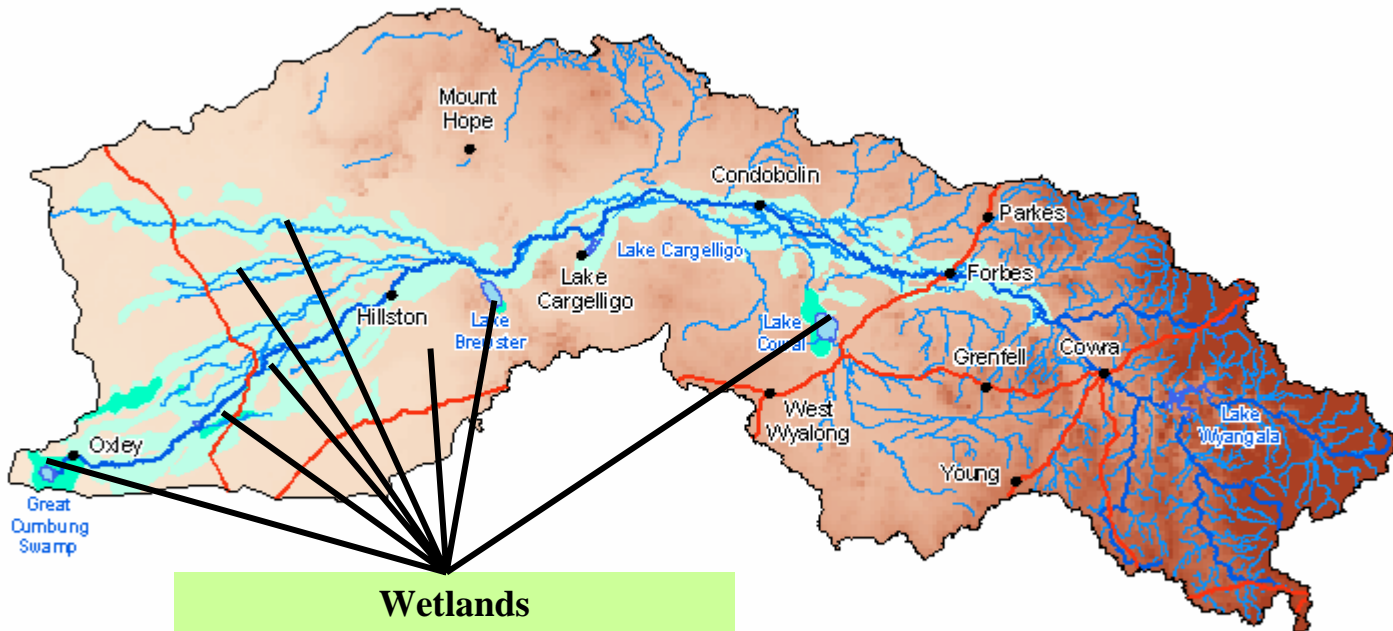 Mount
Hope
Condobolin
Parkes
Lake Cargelligo
Lake
Cargelligo
Forbes
Hillston
Lake
Brewster
Lake
Cowal
Grenfell
Cowra
West
Wyalong
Lake
Wyangala
Oxley
Young
Great
Cumbung
Swamp
Wetlands